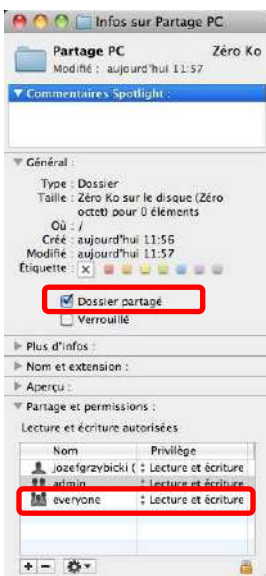 Infos sur Partage PC
Partage PC Zéro Ko
Modifié : aujourd'hui 11:57
Commentaires Spotlight :
Général :
Type : Dossier
Taille : Zéro Ko sur le disque (Zéro
octet) pour 0 éléments
Où : /
Créé : aujourd'hui 11:56
Modifié : aujourd'hui 11:57
Étiquette :
Dossier partagé
Verrouillé
Plus d'infos :
Nom et extension :
Aperçu :
Partage et permissions :
Lecture et écriture autorisées
Nom Privilège
jozefgrzybicki ( Lecture et écriture
admin Lecture et écriture
everyone Lecture et écriture